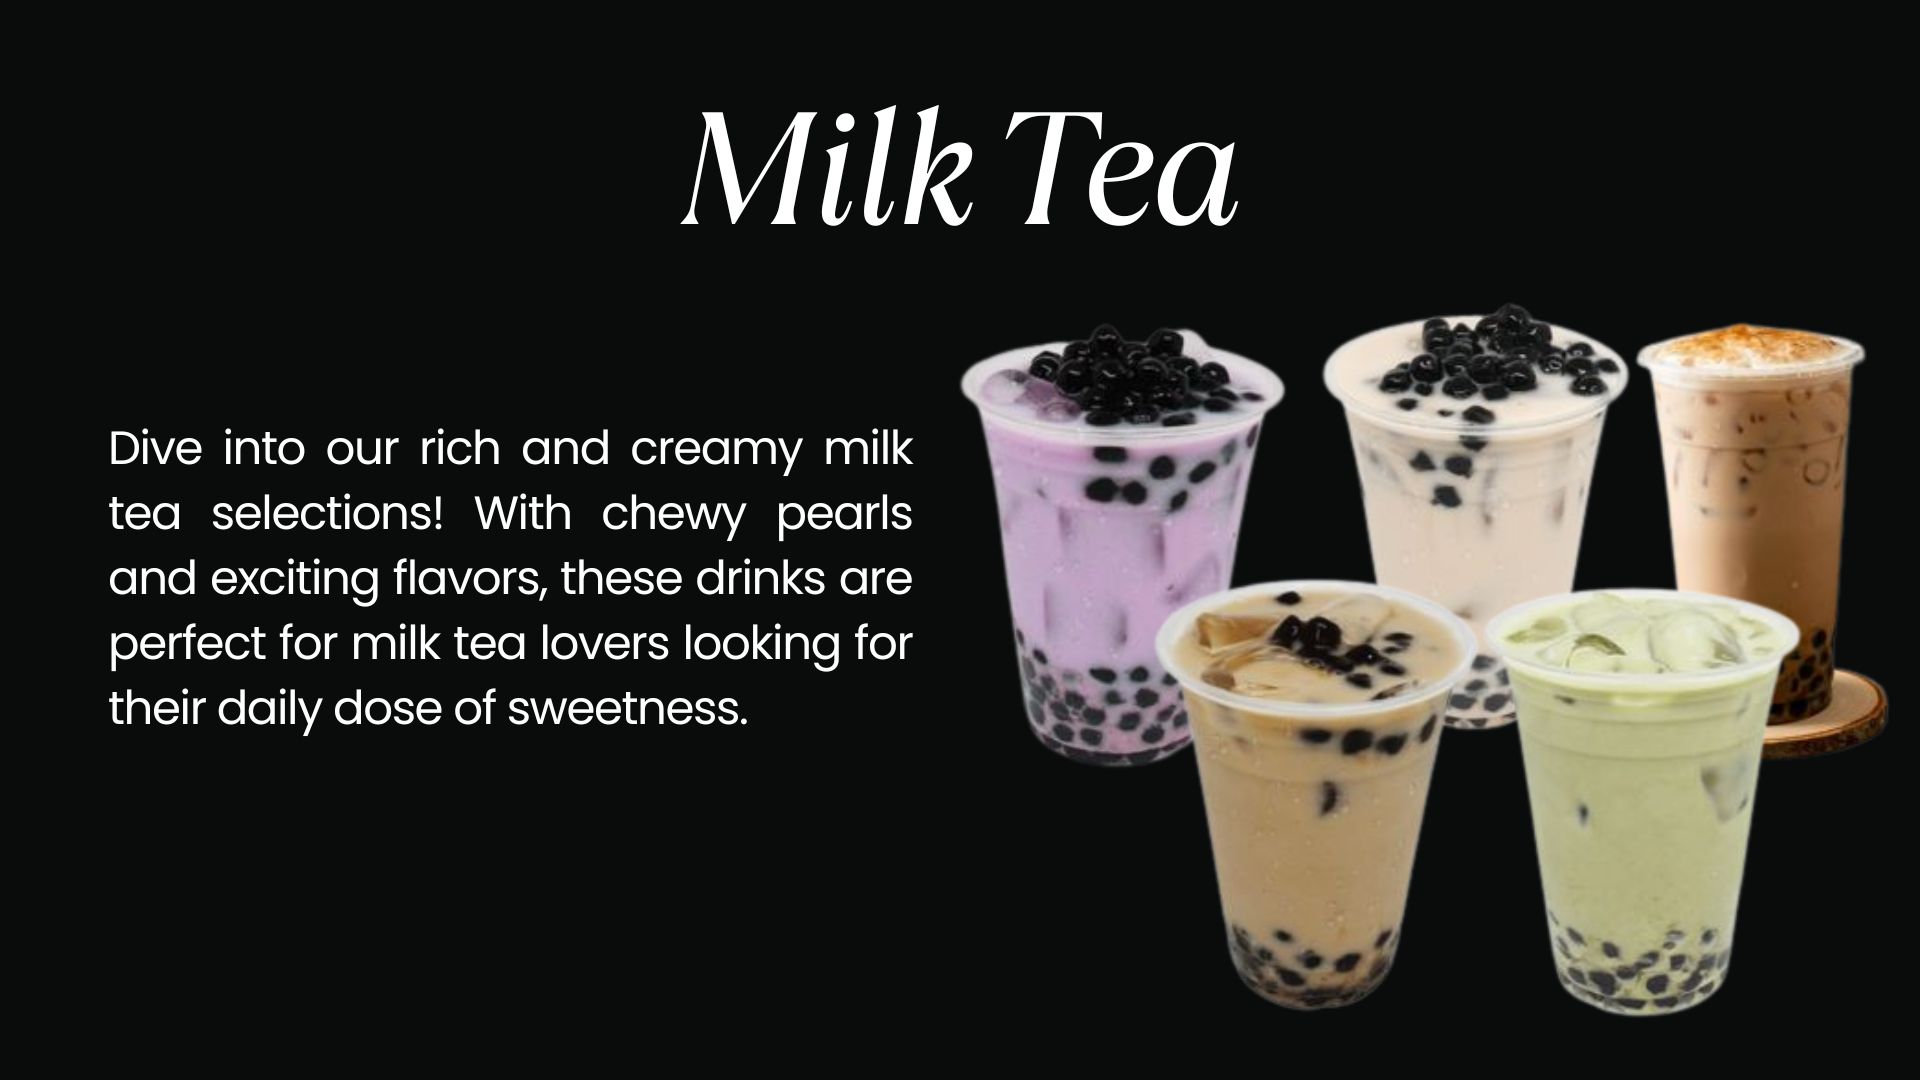 Milk Tea
Dive into our rich and creamy milk
tea selections! With chewy pearls
and exciting flavors, these drinks are
perfect for milk tea lovers looking for
their daily dose of sweetness.